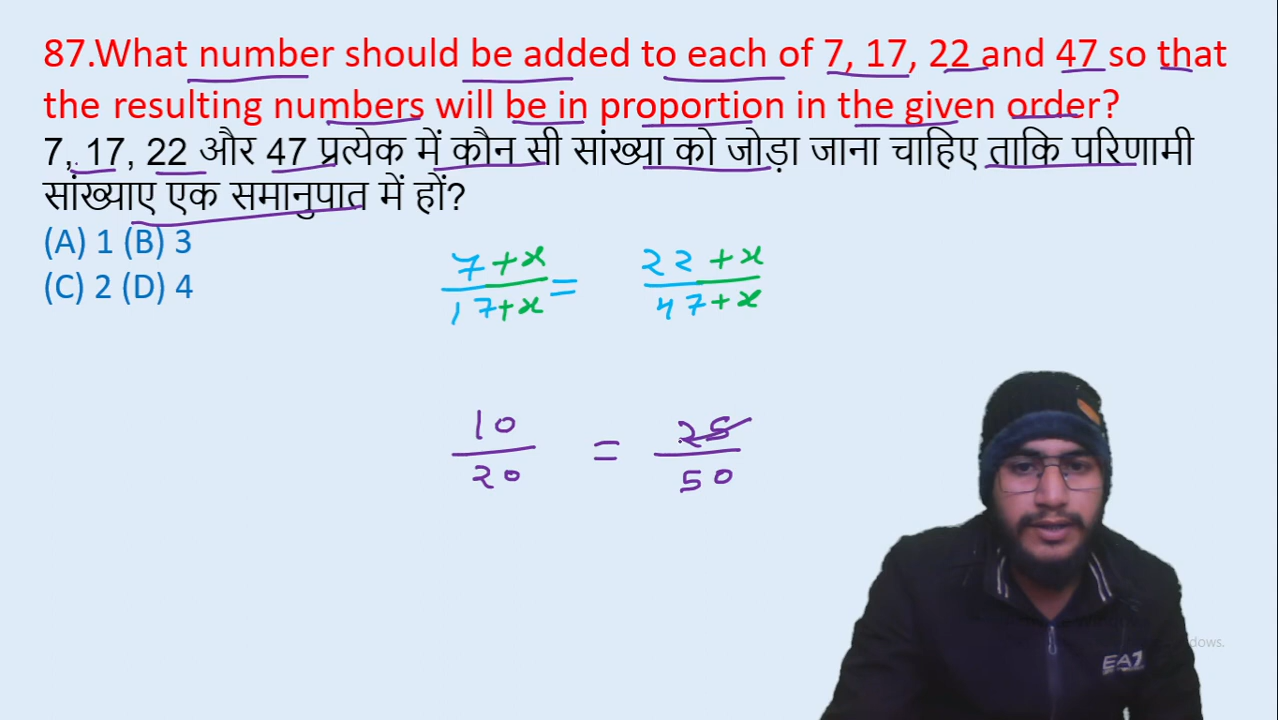 87.What number should be added to each of 7, 17, 22 and 47 so that
the resulting numbers will be in proportion in the given order?
7, 17, 22 और 47 प्रत्येक में कौन सी सांख्या को जोड़ा जाना चाहिए ताकि परिणामी
सांख्याए एक समानुपात में हों?
(A) 1 (B) 3
(C) 2 (D) 4
7+x / 17+x = 22+x / 47+x
10 / 20 = 25 / 50
dows.
EA7